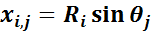 x_{i,j} = R_i sin θ_j